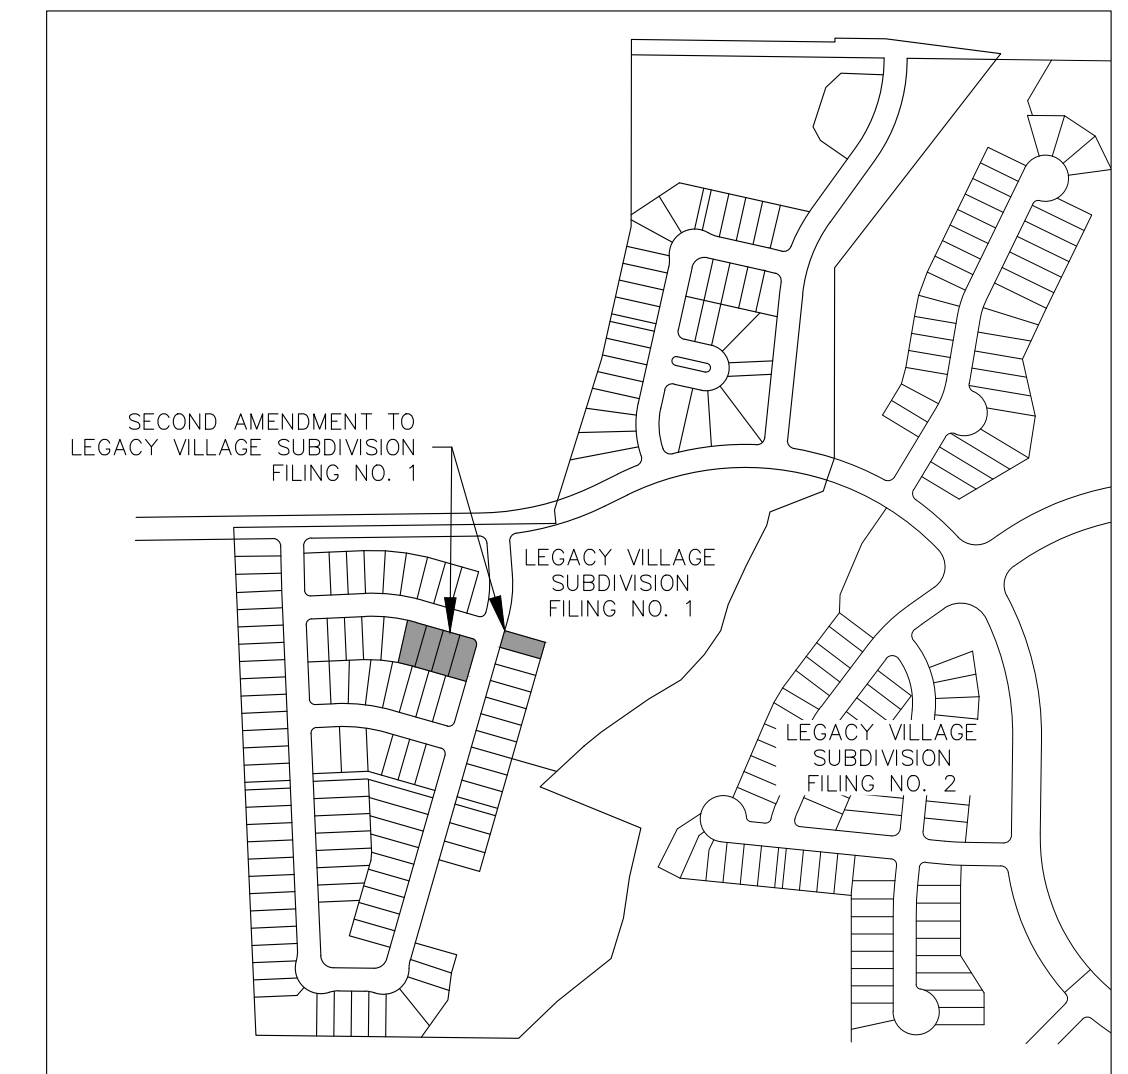 SECOND AMENDMENT TO
LEGACY VILLAGE SUBDIVISION
FILING NO. 1
LEGACY VILLAGE
SUBDIVISION
FILING NO. 1
LEGACY VILLAGE
SUBDIVISION
FILING NO. 2